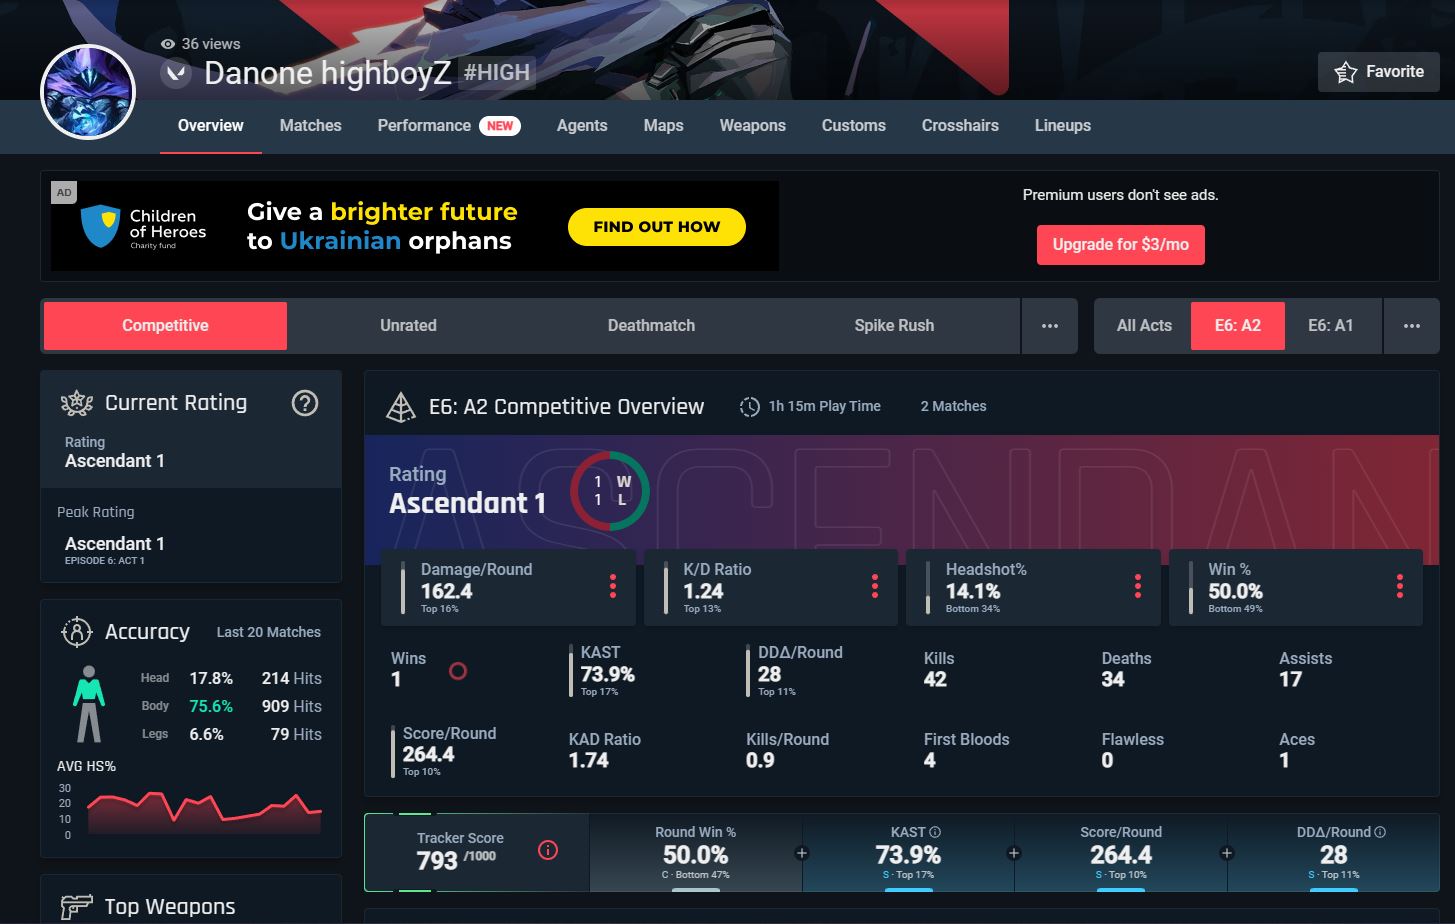 36 views
Danone highboyZ #HIGH
Favorite
Overview Matches Performance NEW Agents Maps Weapons Customs Crosshairs Lineups
AD
Children
of Heroes
Charity fund
Give a brighter future
to Ukrainian orphans
FIND OUT HOW
Premium users don't see ads.
Upgrade for $3/mo
Competitive Unrated Deathmatch Spike Rush ... All Acts E6: A2 E6: A1 ...
Current Rating ?
Rating
Ascendant 1
Peak Rating
Ascendant 1
EPISODE 6: ACT 1
Accuracy Last 20 Matches
Head 17.8% 214 Hits
Body 75.6% 909 Hits
Legs 6.6% 79 Hits
AVG HS%
30
20
10
0
Top Weapons
E6: A2 Competitive Overview 1h 15m Play Time 2 Matches
ASCENDAN
Rating
Ascendant 1
1 W
1 L
Damage/Round
162.4
Top 16%
K/D Ratio
1.24
Top 13%
Headshot%
14.1%
Bottom 34%
Win %
50.0%
Bottom 49%
Wins
1
KAST
73.9%
Top 17%
DDΔ/Round
28
Top 11%
Kills
42
Deaths
34
Assists
17
Score/Round
264.4
Top 10%
KAD Ratio
1.74
Kills/Round
0.9
First Bloods
4
Flawless
0
Aces
1
Tracker Score
793 /1000
Round Win %
50.0%
C · Bottom 47%
KAST
73.9%
S · Top 17%
Score/Round
264.4
S · Top 10%
DDΔ/Round
28
S · Top 11%